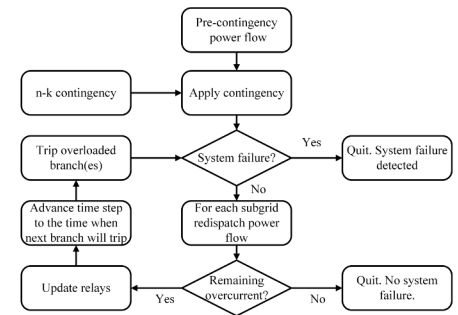 Pre-contingency
power flow
n-k contingency
Apply contingency
Trip overloaded
branch(es)
System failure?
Yes
Quit. System failure
detected
No
Advance time step
to the time when
next branch will trip
For each subgrid
redispatch power
flow
Update relays
Yes
Remaining
overcurrent?
No
Quit. No system
failure.